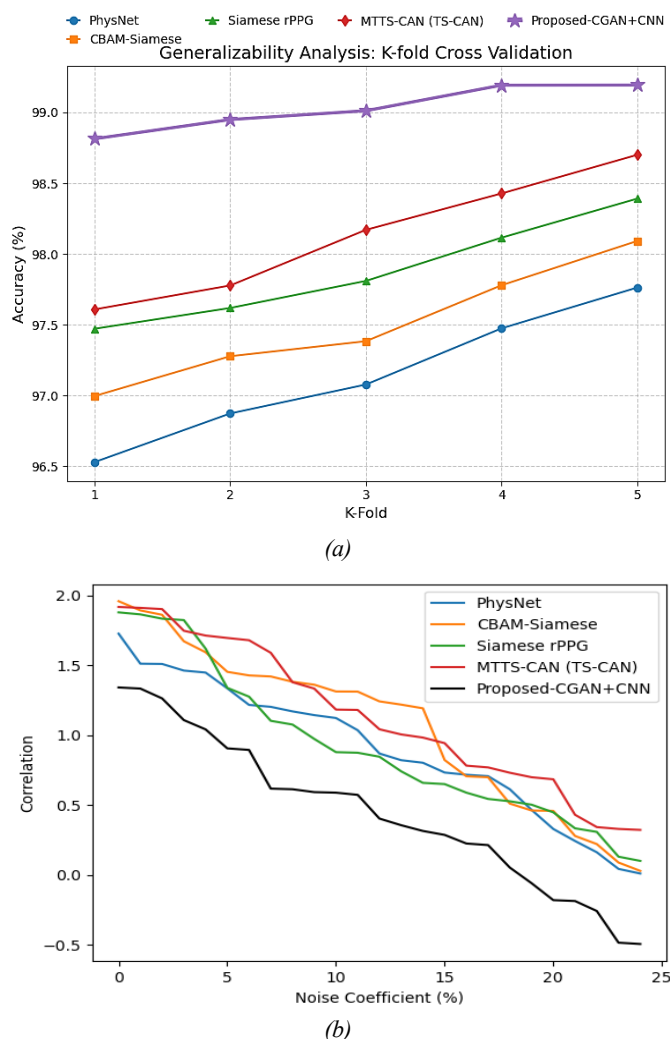 PhysNet
CBAM-Siamese
Siamese rPPG
MTTS-CAN (TS-CAN)
Proposed-CGAN+CNN
Generalizability Analysis: K-fold Cross Validation
Accuracy (%)
99.0
98.5
98.0
97.5
97.0
96.5
1 2 3 4 5
K-Fold
(a)
PhysNet
CBAM-Siamese
Siamese rPPG
MTTS-CAN (TS-CAN)
Proposed-CGAN+CNN
Correlation
2.0
1.5
1.0
0.5
0.0
−0.5
0 5 10 15 20 25
Noise Coefficient (%)
(b)